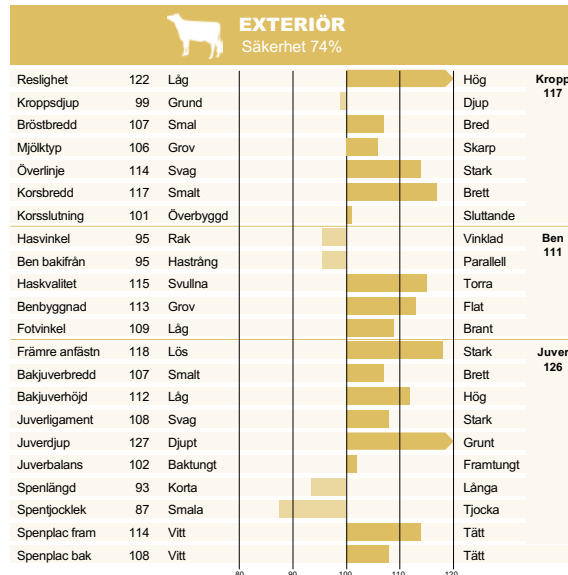 EXTERIÖR
Säkerhet 74%
Reslighet 122 Låg Hög Kropp
117
Kroppsdjup 99 Grund Djup
Bröstbredd 107 Smal Bred
Mjölktyp 106 Grov Skarp
Överlinje 114 Svag Stark
Korsbredd 117 Smalt Brett
Korsslutning 101 Överbyggd Sluttande
Hasvinkel 95 Rak Vinklad Ben
111
Ben bakifrån 95 Hastrång Parallell
Haskvalitet 115 Svullna Torra
Benbyggnad 113 Grov Flat
Fotvinkel 109 Låg Brant
Främre anfästn 118 Lös Stark Juver
126
Bakjuverbredd 107 Smalt Brett
Bakjuverhöjd 112 Låg Hög
Juverligament 108 Svag Stark
Juverdjup 127 Djupt Grunt
Juverbalans 102 Baktungt Framtungt
Spenlängd 93 Korta Långa
Spentjocklek 87 Smala Tjocka
Spenplac fram 114 Vitt Tätt
Spenplac bak 108 Vitt Tätt
80 90 100 110 120